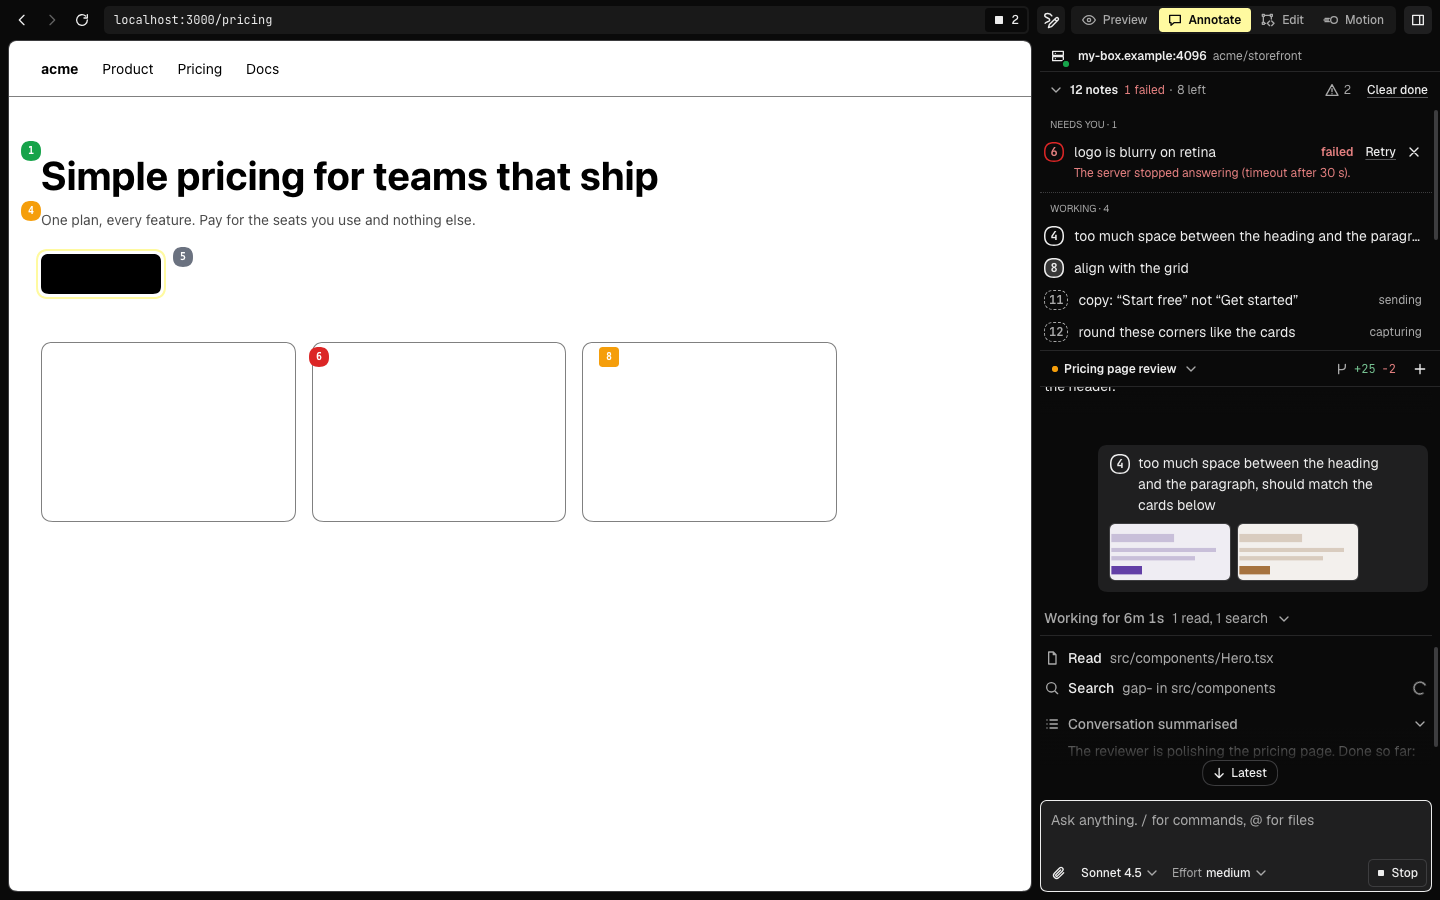 localhost:3000/pricing
2
Preview
Annotate
Edit
Motion
acme
Product
Pricing
Docs
1
Simple pricing for teams that ship
4
One plan, every feature. Pay for the seats you use and nothing else.
5
6
8
my-box.example:4096 acme/storefront
12 notes 1 failed · 8 left
2
Clear done
NEEDS YOU · 1
6 logo is blurry on retina failed Retry
The server stopped answering (timeout after 30 s).
WORKING · 4
4 too much space between the heading and the paragr...
8 align with the grid
11 copy: “Start free” not “Get started” sending
12 round these corners like the cards capturing
Pricing page review
+25 -2
the header.
4 too much space between the heading
and the paragraph, should match the
cards below
Working for 6m 1s 1 read, 1 search
Read src/components/Hero.tsx
Search gap- in src/components
Conversation summarised
The reviewer is polishing the pricing page. Done so far:
Latest
Ask anything. / for commands, @ for files
Sonnet 4.5
Effort medium
Stop